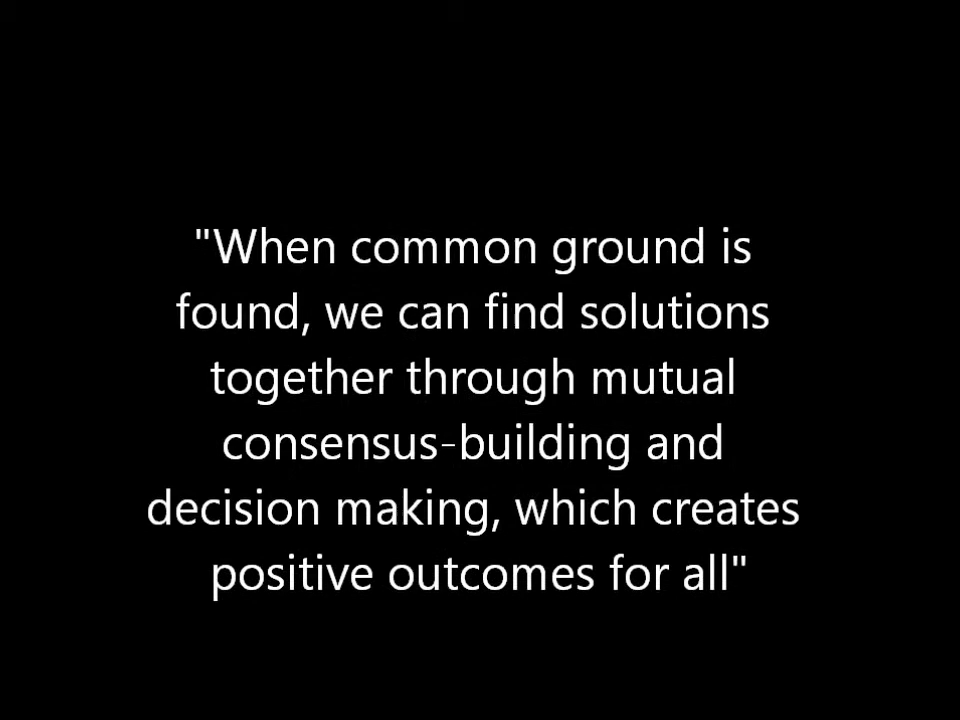 "When common ground is
found, we can find solutions
together through mutual
consensus-building and
decision making, which creates
positive outcomes for all"